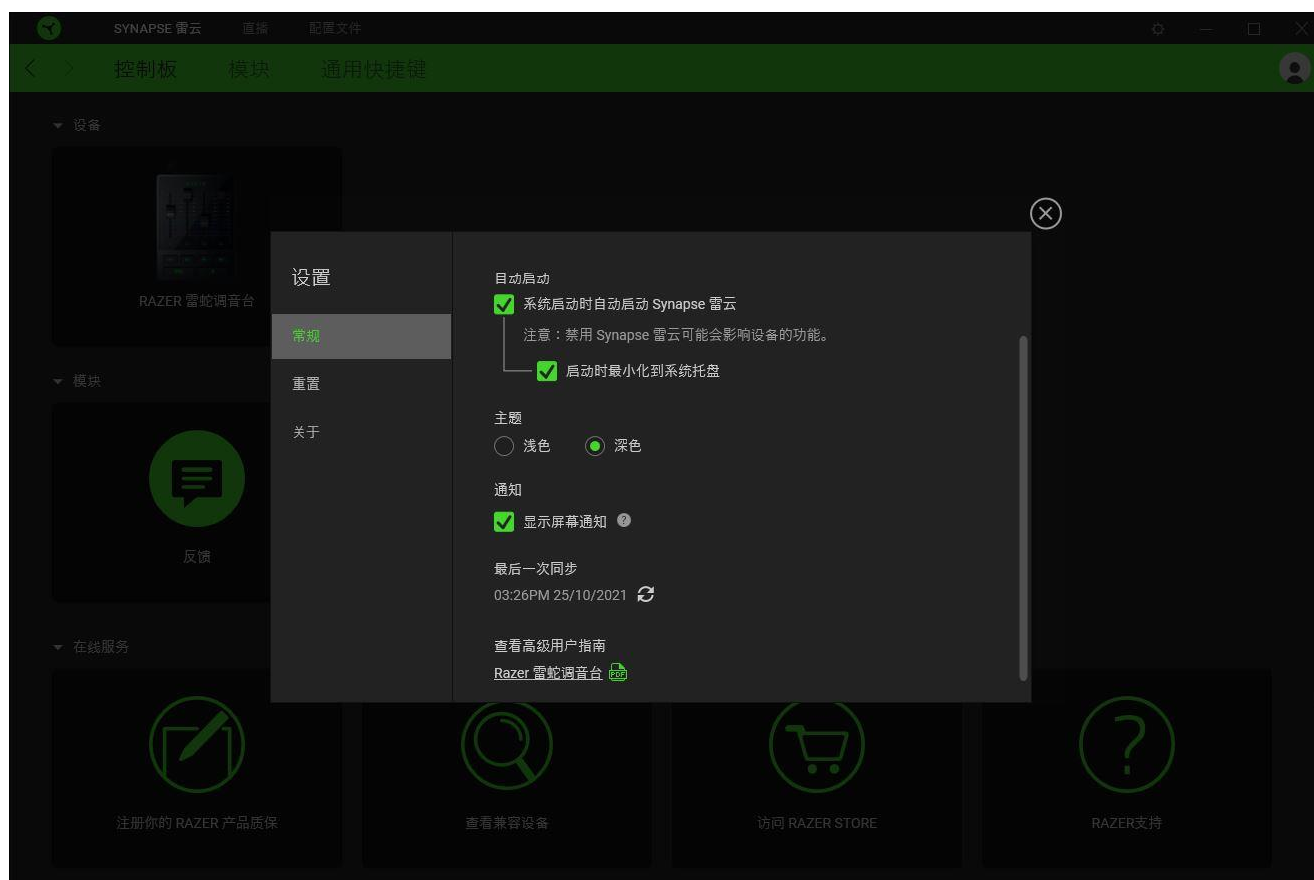 SYNAPSE 雷云
直播
配置文件
控制板
模块
通用快捷键
设备
RAZER 雷蛇调音台
模块
反馈
在线服务
注册你的 RAZER 产品质保
查看兼容设备
访问 RAZER STORE
RAZER支持
设置
常规
重置
关于
自动启动
系统启动时自动启动 Synapse 雷云
注意：禁用 Synapse 雷云可能会影响设备的功能。
启动时最小化到系统托盘
主题
浅色
深色
通知
显示屏幕通知
?
最后一次同步
03:26PM 25/10/2021
查看高级用户指南
Razer 雷蛇调音台
PDF